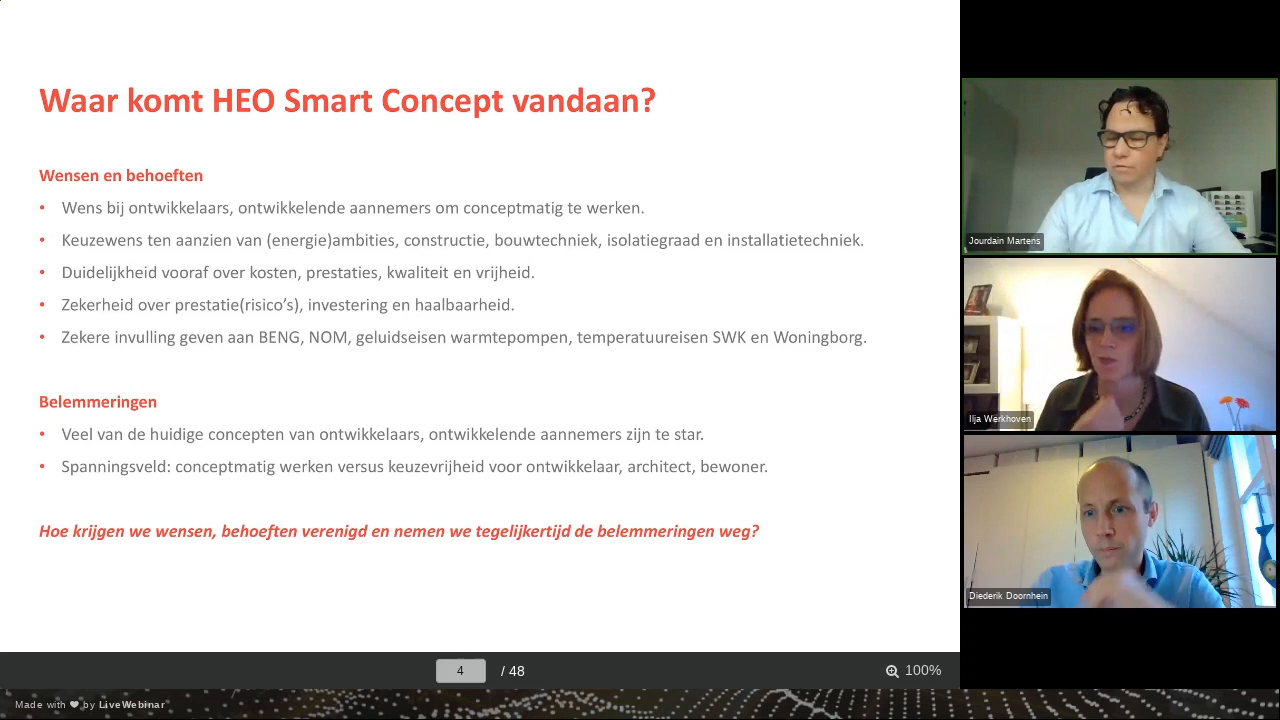 Waar komt HEO Smart Concept vandaan?
Wensen en behoeften
• Wens bij ontwikkelaars, ontwikkelende aannemers om conceptmatig te werken.
• Keuzewens ten aanzien van (energie)ambities, constructie, bouwtechniek, isolatiegraad en installatietechniek.
• Duidelijkheid vooraf over kosten, prestaties, kwaliteit en vrijheid.
• Zekerheid over prestatie(risico's), investering en haalbaarheid.
• Zekere invulling geven aan BENG, NOM, geluidseisen warmtepompen, temperatuureisen SWK en Woningborg.
Belemmeringen
• Veel van de huidige concepten van ontwikkelaars, ontwikkelende aannemers zijn te star.
• Spanningsveld: conceptmatig werken versus keuzevrijheid voor ontwikkelaar, architect, bewoner.
Hoe krijgen we wensen, behoeften verenigd en nemen we tegelijkertijd de belemmeringen weg?
4 / 48
100%
Jourdain Martens
Ilja Werkhoven
Diederik Doornhein
Made with ❤ by LiveWebinar